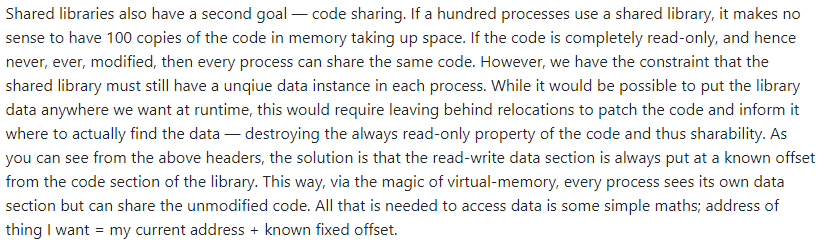 Shared libraries also have a second goal — code sharing. If a hundred processes use a shared library, it makes no
sense to have 100 copies of the code in memory taking up space. If the code is completely read-only, and hence
never, ever, modified, then every process can share the same code. However, we have the constraint that the
shared library must still have a unqiue data instance in each process. While it would be possible to put the library
data anywhere we want at runtime, this would require leaving behind relocations to patch the code and inform it
where to actually find the data — destroying the always read-only property of the code and thus sharability. As
you can see from the above headers, the solution is that the read-write data section is always put at a known offset
from the code section of the library. This way, via the magic of virtual-memory, every process sees its own data
section but can share the unmodified code. All that is needed to access data is some simple maths; address of
thing I want = my current address + known fixed offset.